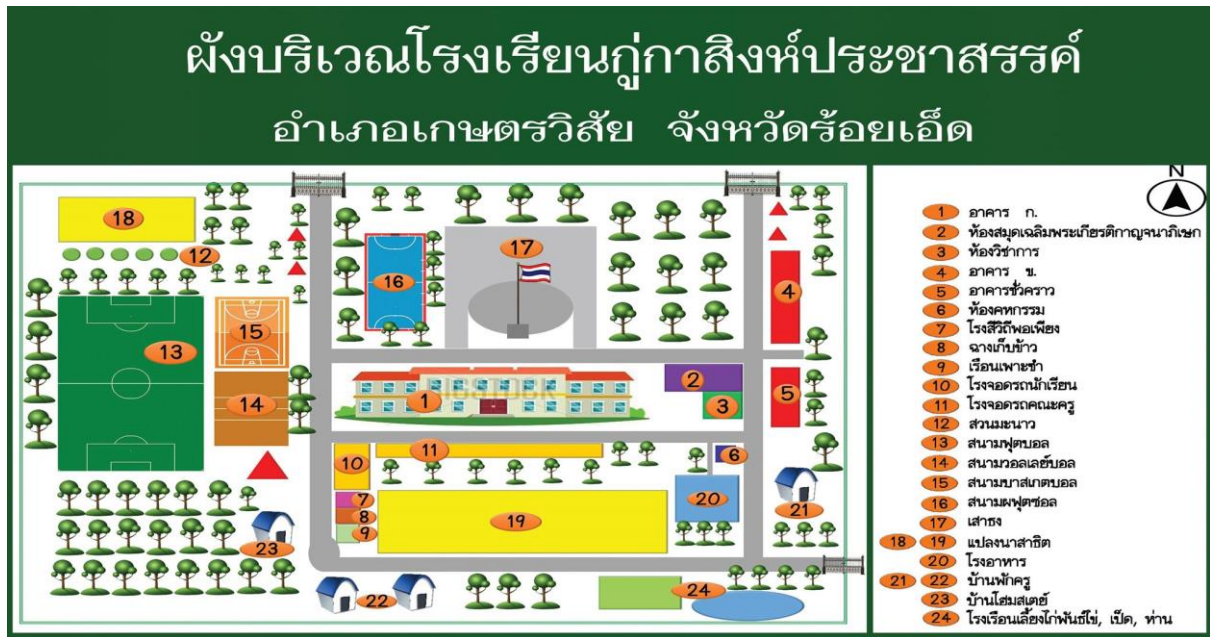 ผังบริเวณโรงเรียนกู่กาสิงห์ประชาสรรค์
อำเภอเกษตรวิสัย จังหวัดร้อยเอ็ด
18
12
17
16
4
15
13
14
1
BIGSTOCK
2
3
5
11
10
6
7
8
9
19
20
21
23
22
24
N
1 อาคาร ก.
2 ห้องสมุดเฉลิมพระเกียรติกาญจนาภิเษก
3 ห้องวิชาการ
4 อาคาร ข.
5 อาคารชั่วคราว
6 ห้องคหกรรม
7 โรงสีวิถีพอเพียง
8 ฉางเก็บข้าว
9 เรือนเพาะชำ
10 โรงจอดรถนักเรียน
11 โรงจอดรถคณะครู
12 สวนมะนาว
13 สนามฟุตบอล
14 สนามวอลเลย์บอล
15 สนามบาสเกตบอล
16 สนามฟุตซอล
17 เสาธง
18 19 แปลงนาสาธิต
20 โรงอาหาร
21 22 บ้านพักครู
23 บ้านโฮมสเตย์
24 โรงเรือนเลี้ยงไก่พันธ์ไข่, เป็ด, ห่าน